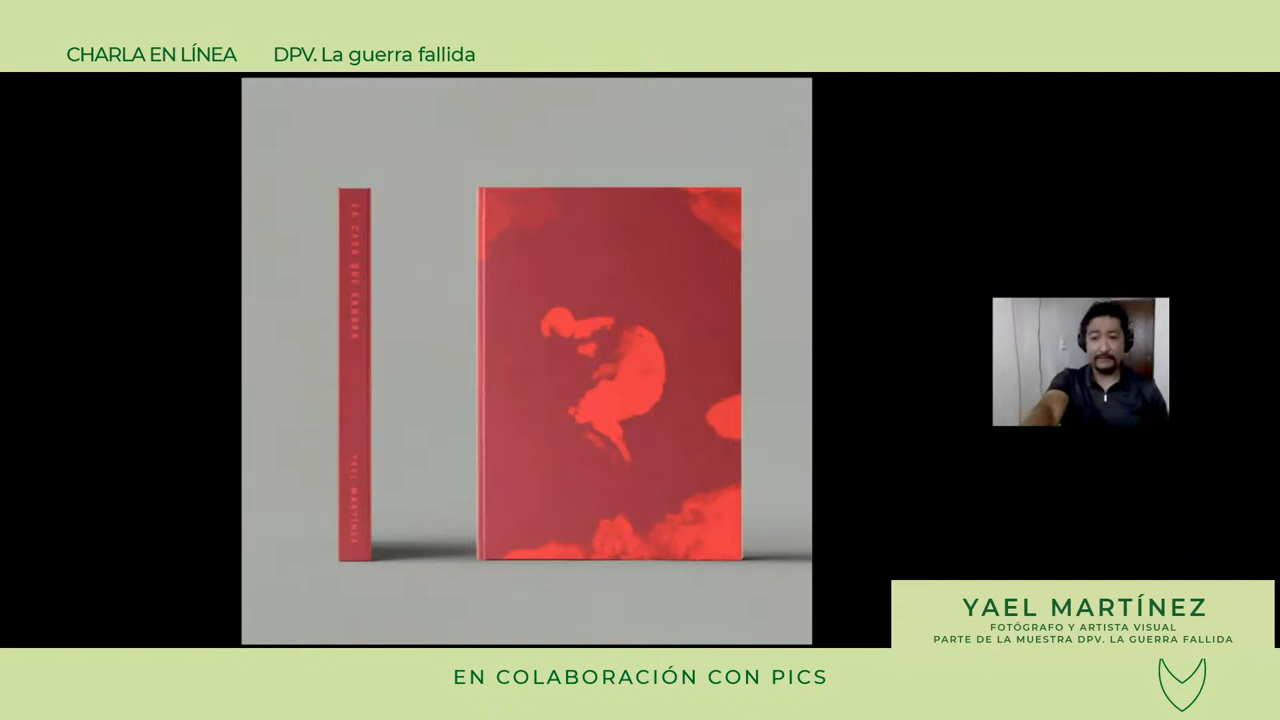 CHARLA EN LÍNEA DPV. La guerra fallida
LA CASA QUE SANGRA
YAEL MARTÍNEZ
YAEL MARTÍNEZ
FOTÓGRAFO Y ARTISTA VISUAL
PARTE DE LA MUESTRA DPV. LA GUERRA FALLIDA
EN COLABORACIÓN CON PICS